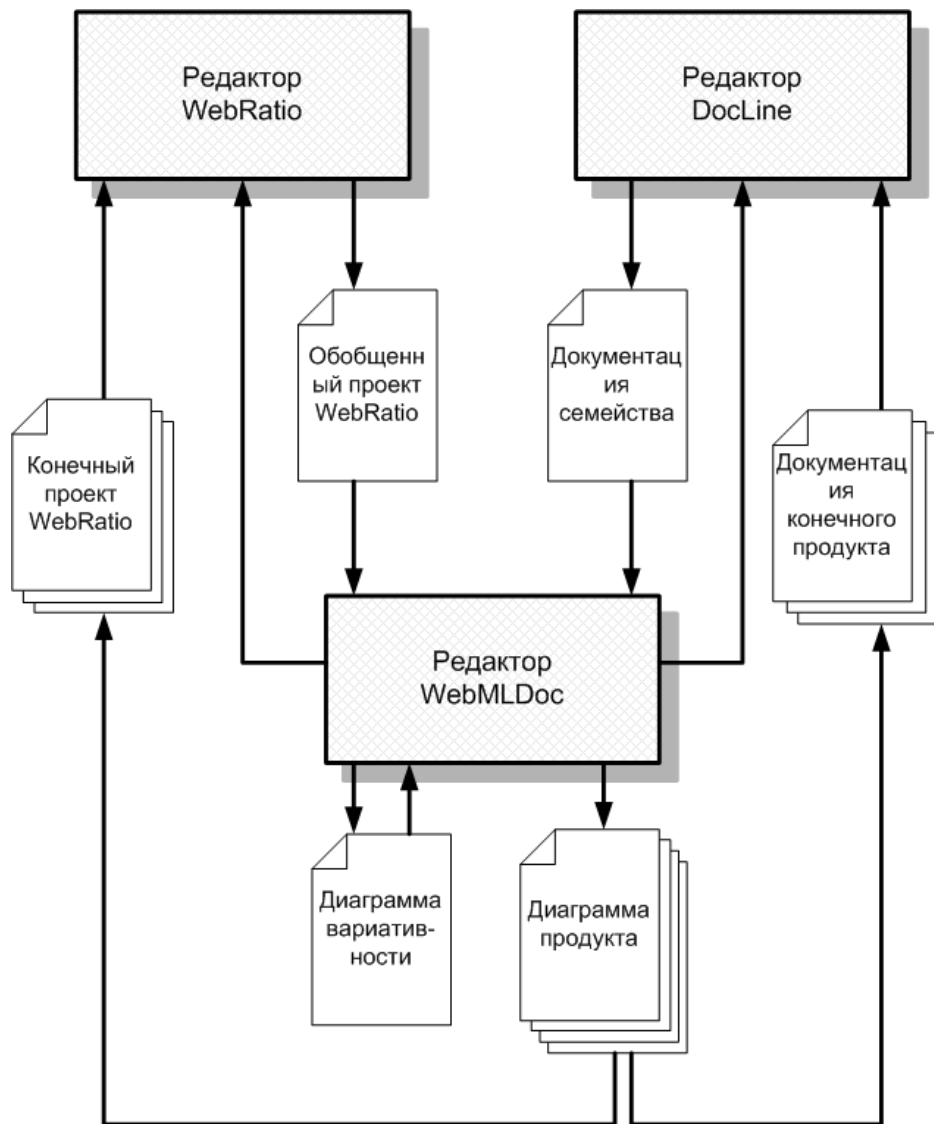 Редактор
WebRatio
Редактор
DocLine
Обобщенн
ый проект
WebRatio
Документац
ия
семейства
Конечный
проект
WebRatio
Документац
ия
конечного
продукта
Редактор
WebMLDoc
Диаграмма
вариатив-
ности
Диаграмма
продукта